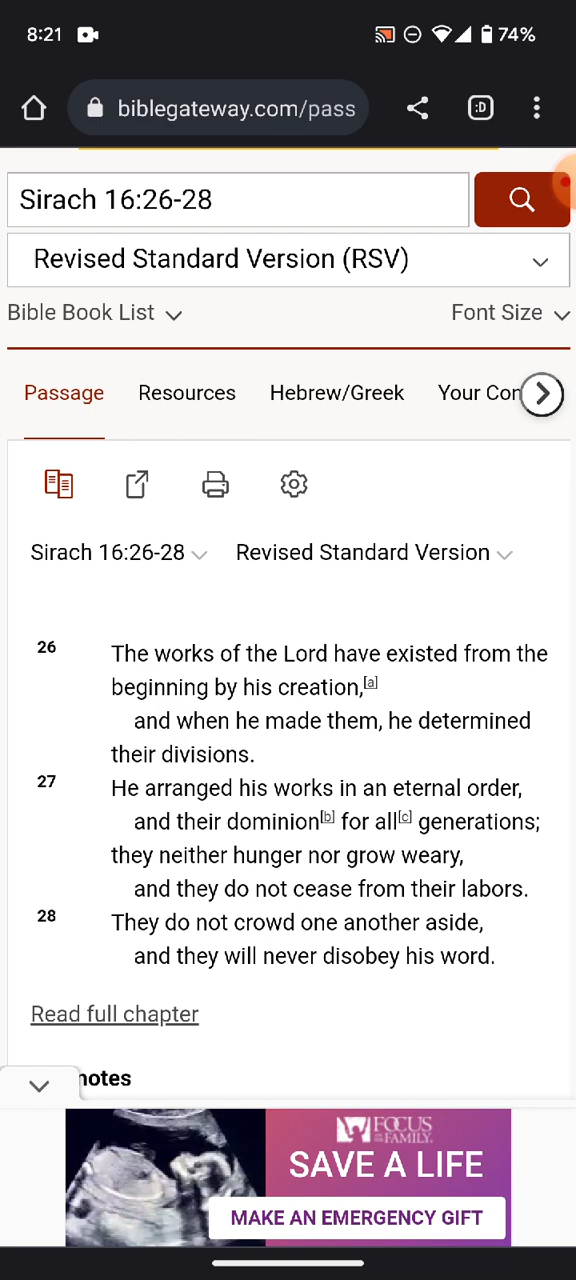 8:21
74%
:D
biblegateway.com/pass
Sirach 16:26-28
Revised Standard Version (RSV)
Bible Book List
Font Size
Passage Resources Hebrew/Greek Your Con
Sirach 16:26-28 Revised Standard Version
26 The works of the Lord have existed from the
beginning by his creation,[a]
and when he made them, he determined
their divisions.
27 He arranged his works in an eternal order,
and their dominion[b] for all[c] generations;
they neither hunger nor grow weary,
and they do not cease from their labors.
28 They do not crowd one another aside,
and they will never disobey his word.
Read full chapter
notes
FOCUS
ON THE
FAMILY.
SAVE A LIFE
MAKE AN EMERGENCY GIFT